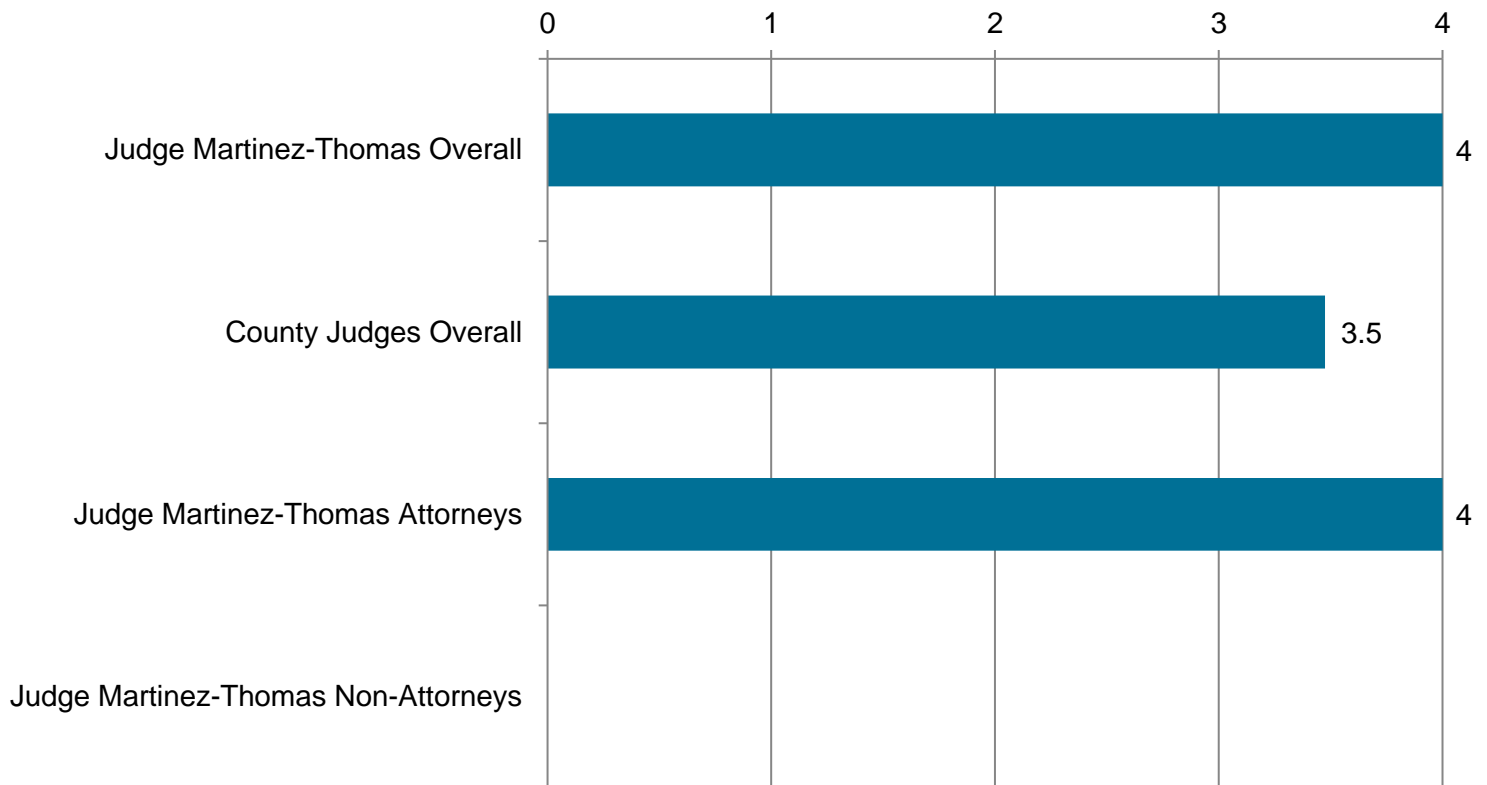 0 1 2 3 4
Judge Martinez-Thomas Overall 4
County Judges Overall 3.5
Judge Martinez-Thomas Attorneys 4
Judge Martinez-Thomas Non-Attorneys